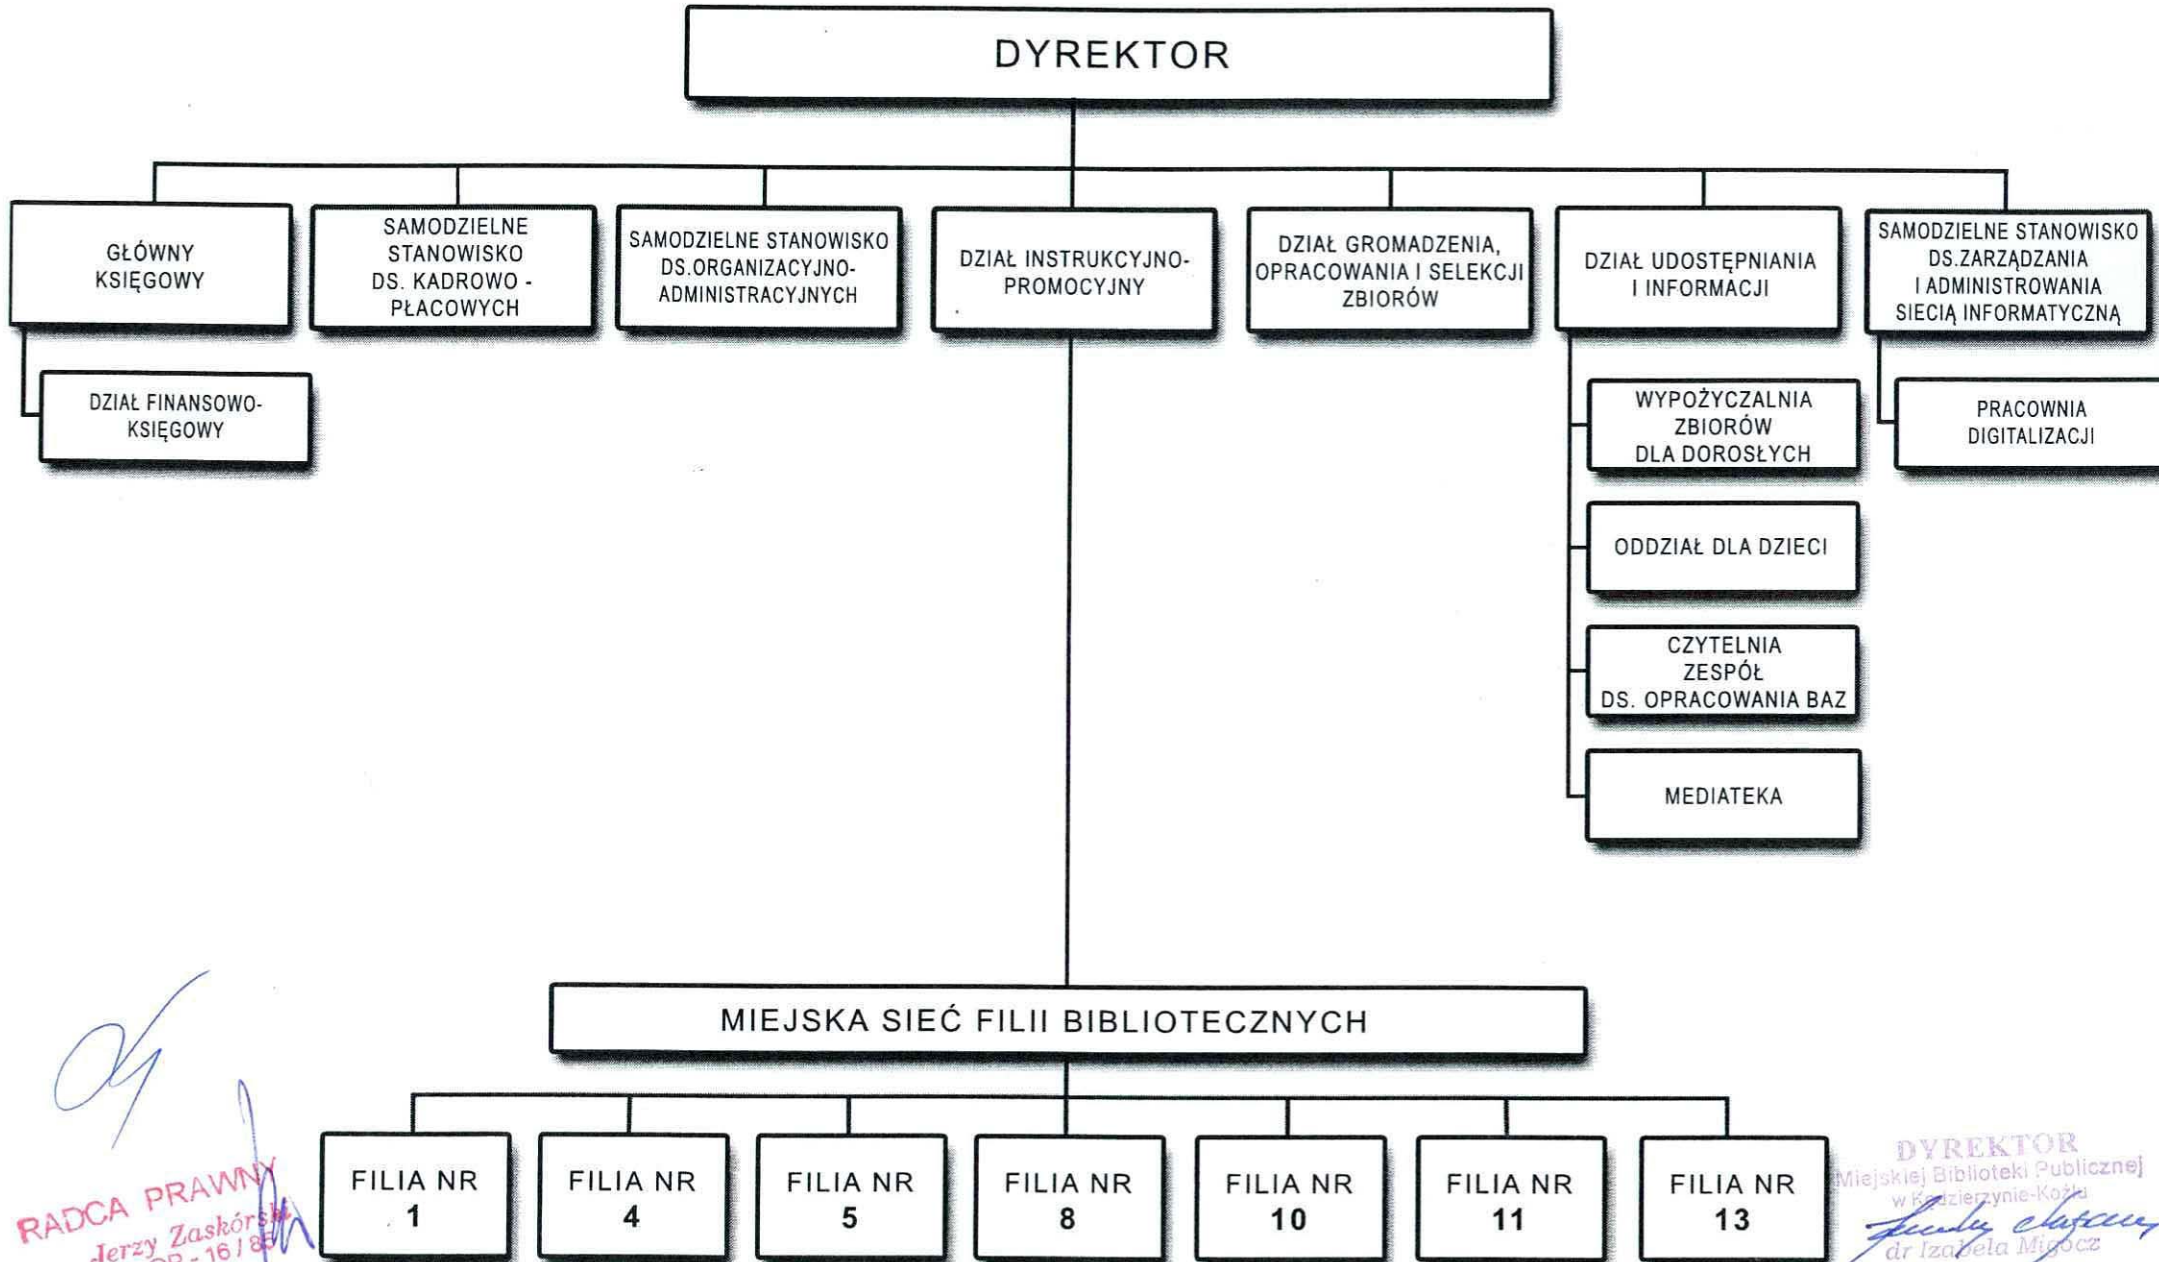 DYREKTOR
GŁÓWNY
KSIĘGOWY
SAMODZIELNE
STANOWISKO
DS. KADROWO -
PŁACOWYCH
SAMODZIELNE STANOWISKO
DS.ORGANIZACYJNO-
ADMINISTRACYJNYCH
DZIAŁ INSTRUKCYJNO-
PROMOCYJNY
DZIAŁ GROMADZENIA,
OPRACOWANIA I SELEKCJI
ZBIORÓW
DZIAŁ UDOSTĘPNIANIA
I INFORMACJI
SAMODZIELNE STANOWISKO
DS.ZARZĄDZANIA
I ADMINISTROWANIA
SIECIĄ INFORMATYCZNĄ
DZIAŁ FINANSOWO-
KSIĘGOWY
WYPOŻYCZALNIA
ZBIORÓW
DLA DOROSŁYCH
ODDZIAŁ DLA DZIECI
CZYTELNIA
ZESPÓŁ
DS. OPRACOWANIA BAZ
MEDIATEKA
PRACOWNIA
DIGITALIZACJI
MIEJSKA SIEĆ FILII BIBLIOTECZNYCH
FILIA NR
1
FILIA NR
4
FILIA NR
5
FILIA NR
8
FILIA NR
10
FILIA NR
11
FILIA NR
13
RADCA PRAWNY
Jerzy Zaskórski
DYREKTOR
Miejskiej Biblioteki Publicznej
w Kędzierzynie-Koźlu
dr Izabela Migocz